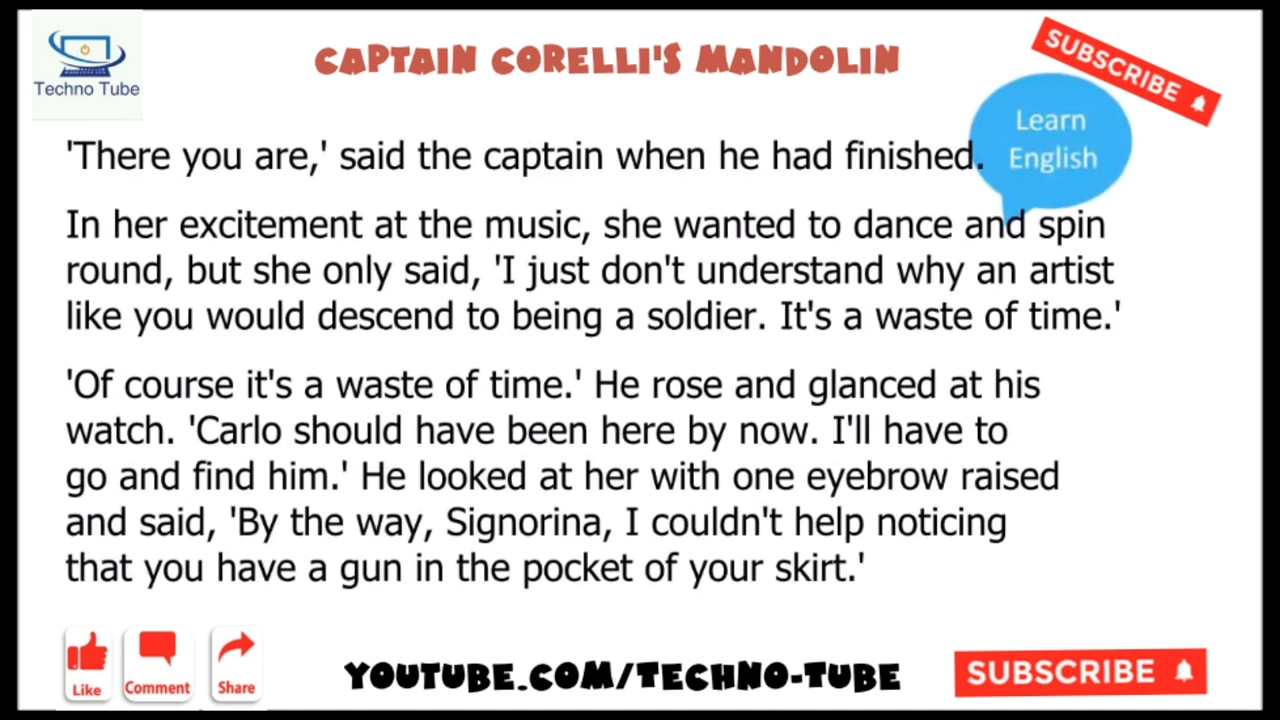 Techno Tube
CAPTAIN CORELLI'S MANDOLIN
SUBSCRIBE
Learn
English
'There you are,' said the captain when he had finished.
In her excitement at the music, she wanted to dance and spin
round, but she only said, 'I just don't understand why an artist
like you would descend to being a soldier. It's a waste of time.'
'Of course it's a waste of time.' He rose and glanced at his
watch. 'Carlo should have been here by now. I'll have to
go and find him.' He looked at her with one eyebrow raised
and said, 'By the way, Signorina, I couldn't help noticing
that you have a gun in the pocket of your skirt.'
Like
Comment
Share
YOUTUBE.COM/TECHNO-TUBE
SUBSCRIBE